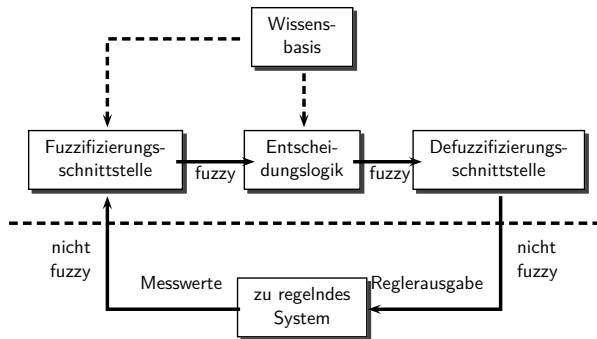 Wissens-
basis
Fuzzifizierungs-
schnittstelle
fuzzy
Entschei-
dungslogik
fuzzy
Defuzzifizierungs-
schnittstelle
nicht
fuzzy
nicht
fuzzy
Messwerte
zu regelndes
System
Reglerausgabe